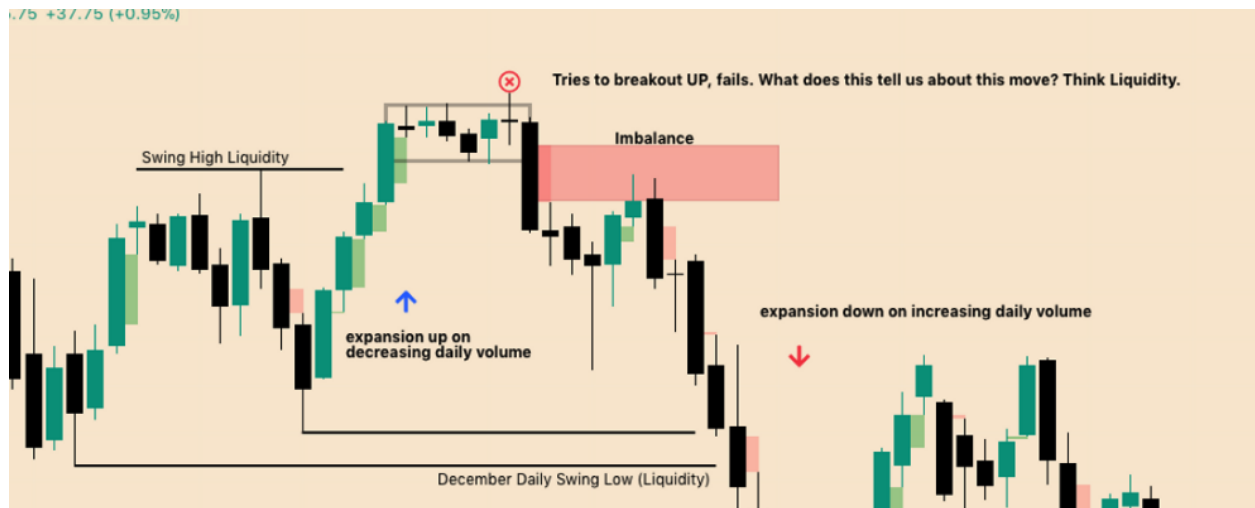 .75 +37.75 (+0.95%)
Tries to breakout UP, fails. What does this tell us about this move? Think Liquidity.
Imbalance
Swing High Liquidity
expansion up on
decreasing daily volume
expansion down on increasing daily volume
December Daily Swing Low (Liquidity)